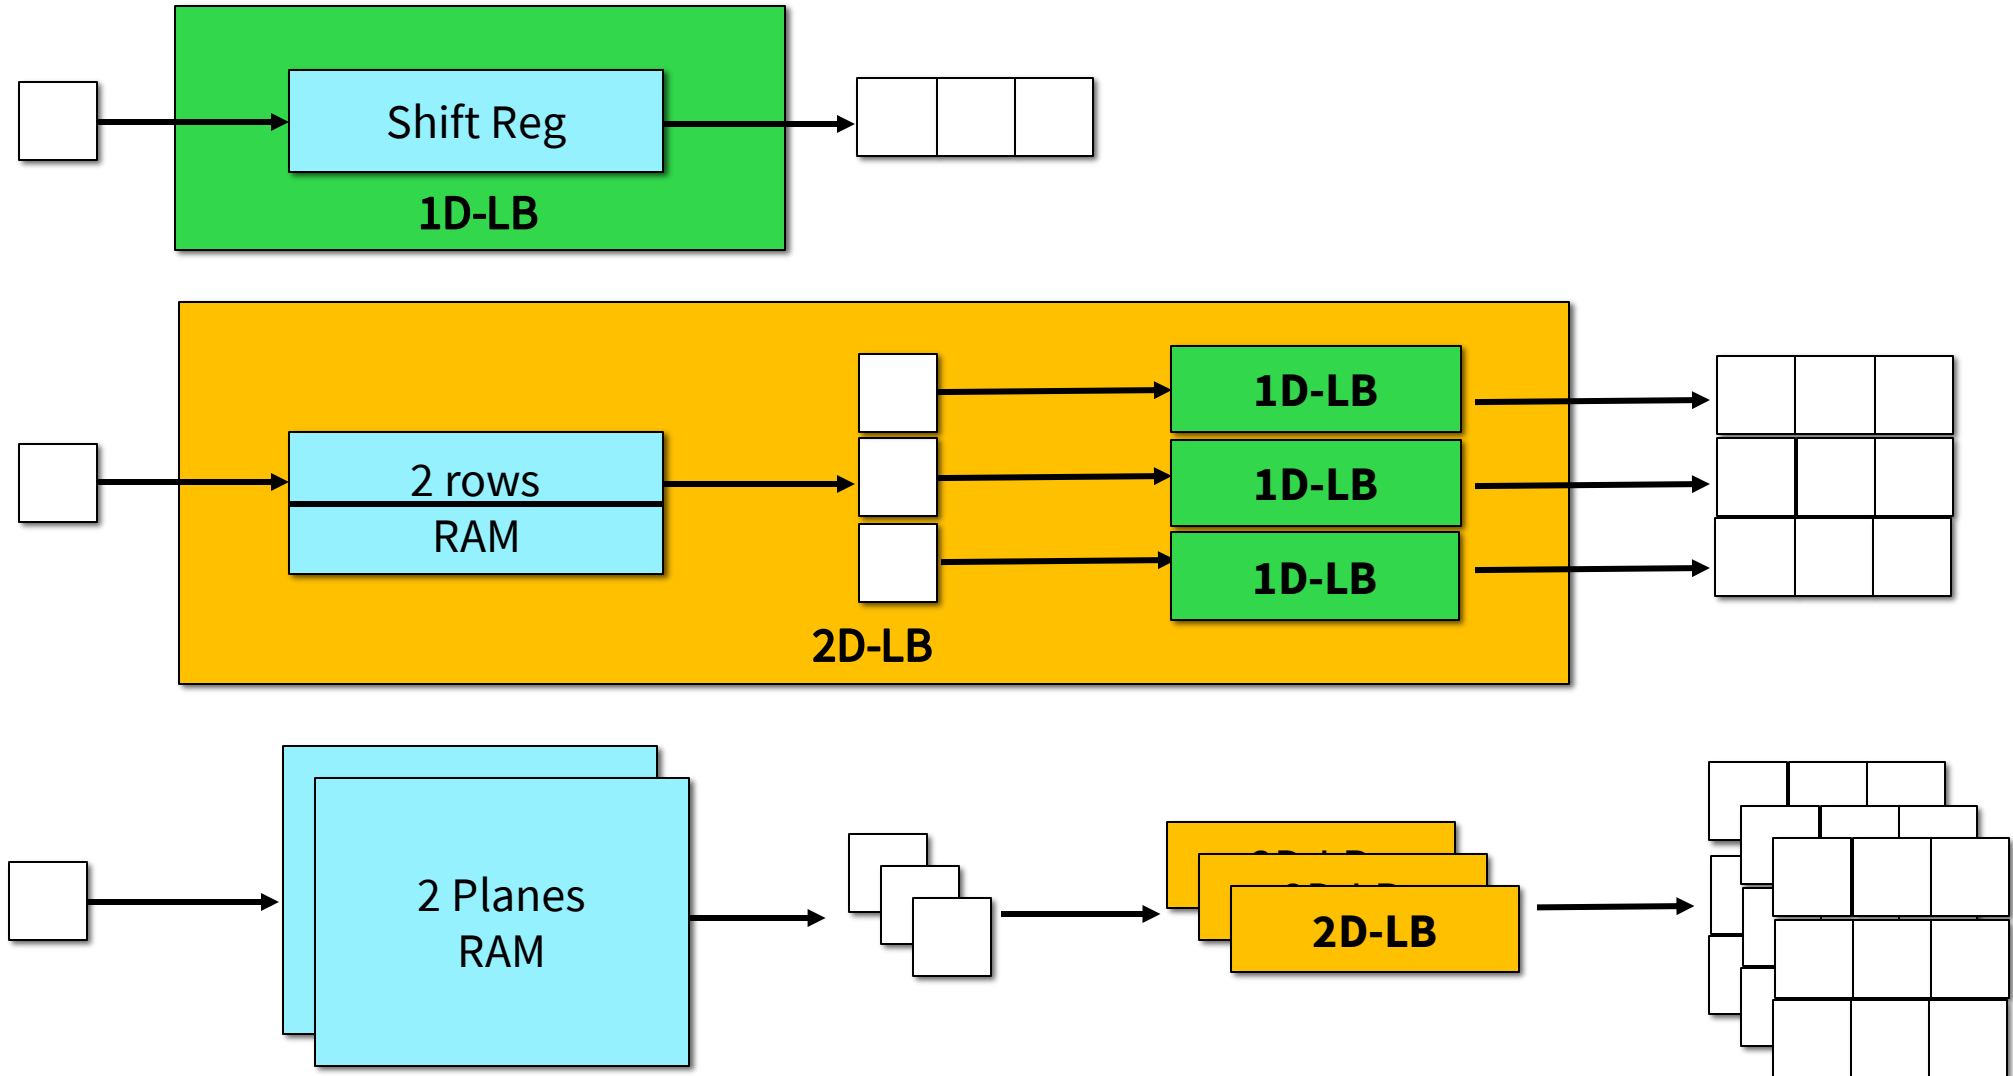 Shift Reg
1D-LB
2 rows
RAM
1D-LB
1D-LB
1D-LB
2D-LB
2 Planes
RAM
2D-LB